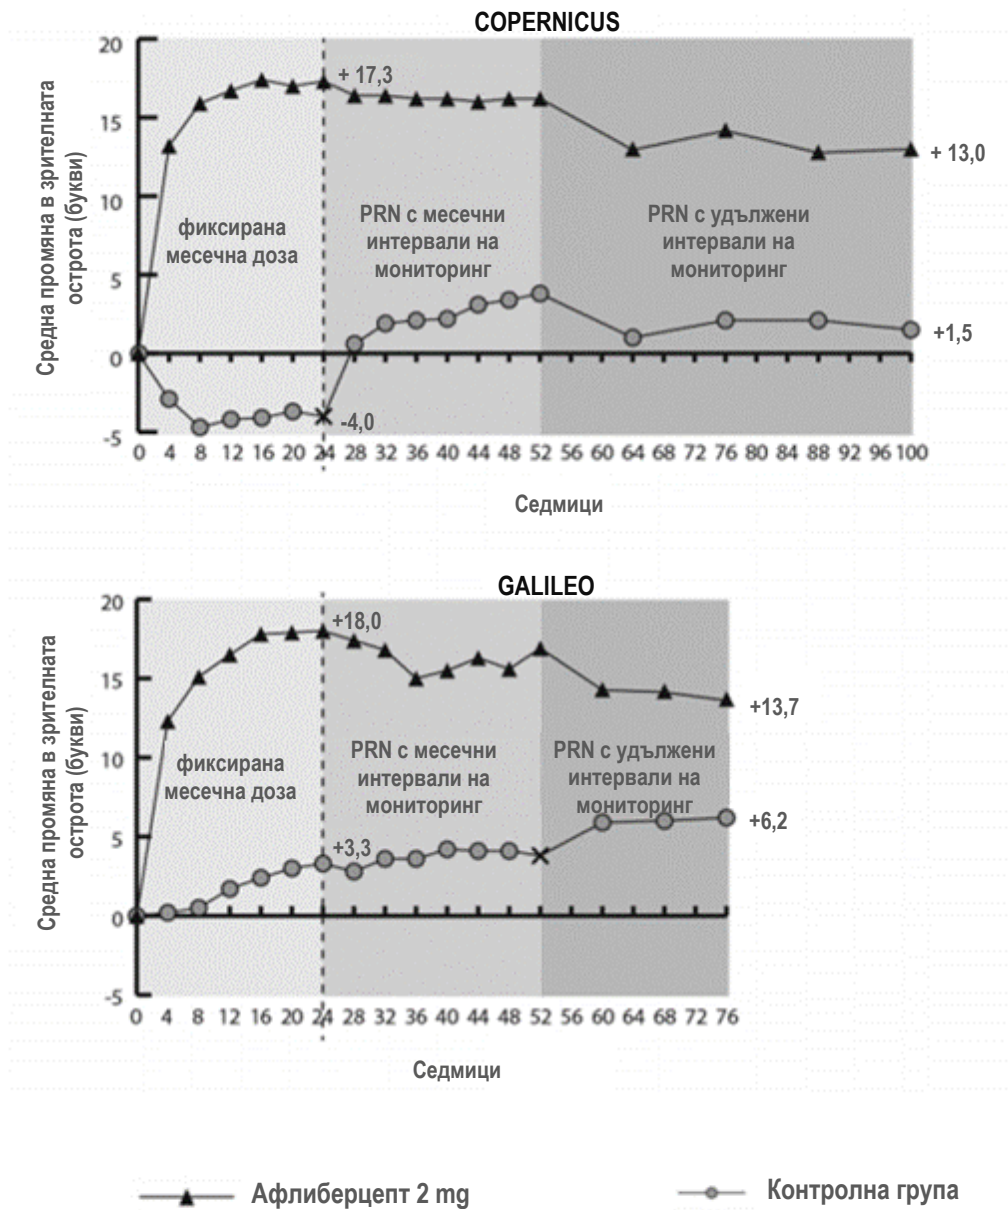 COPERNICUS
Средна промяна в зрителната
острота (букви)
20
15
10
5
0
-5
+ 17,3
+ 13,0
+1,5
-4,0
фиксирана
месечна доза
PRN с месечни
интервали на
мониторинг
PRN с удължени
интервали на
мониторинг
0 4 8 12 16 20 24 28 32 36 40 44 48 52 56 60 64 68 72 76 80 84 88 92 96 100
Седмици
GALILEO
Средна промяна в зрителната
острота (букви)
20
15
10
5
0
-5
+18,0
+13,7
+3,3
+6,2
фиксирана
месечна доза
PRN с месечни
интервали на
мониторинг
PRN с удължени
интервали на
мониторинг
0 4 8 12 16 20 24 28 32 36 40 44 48 52 56 60 64 68 72 76
Седмици
Афлиберцепт 2 mg
Контролна група